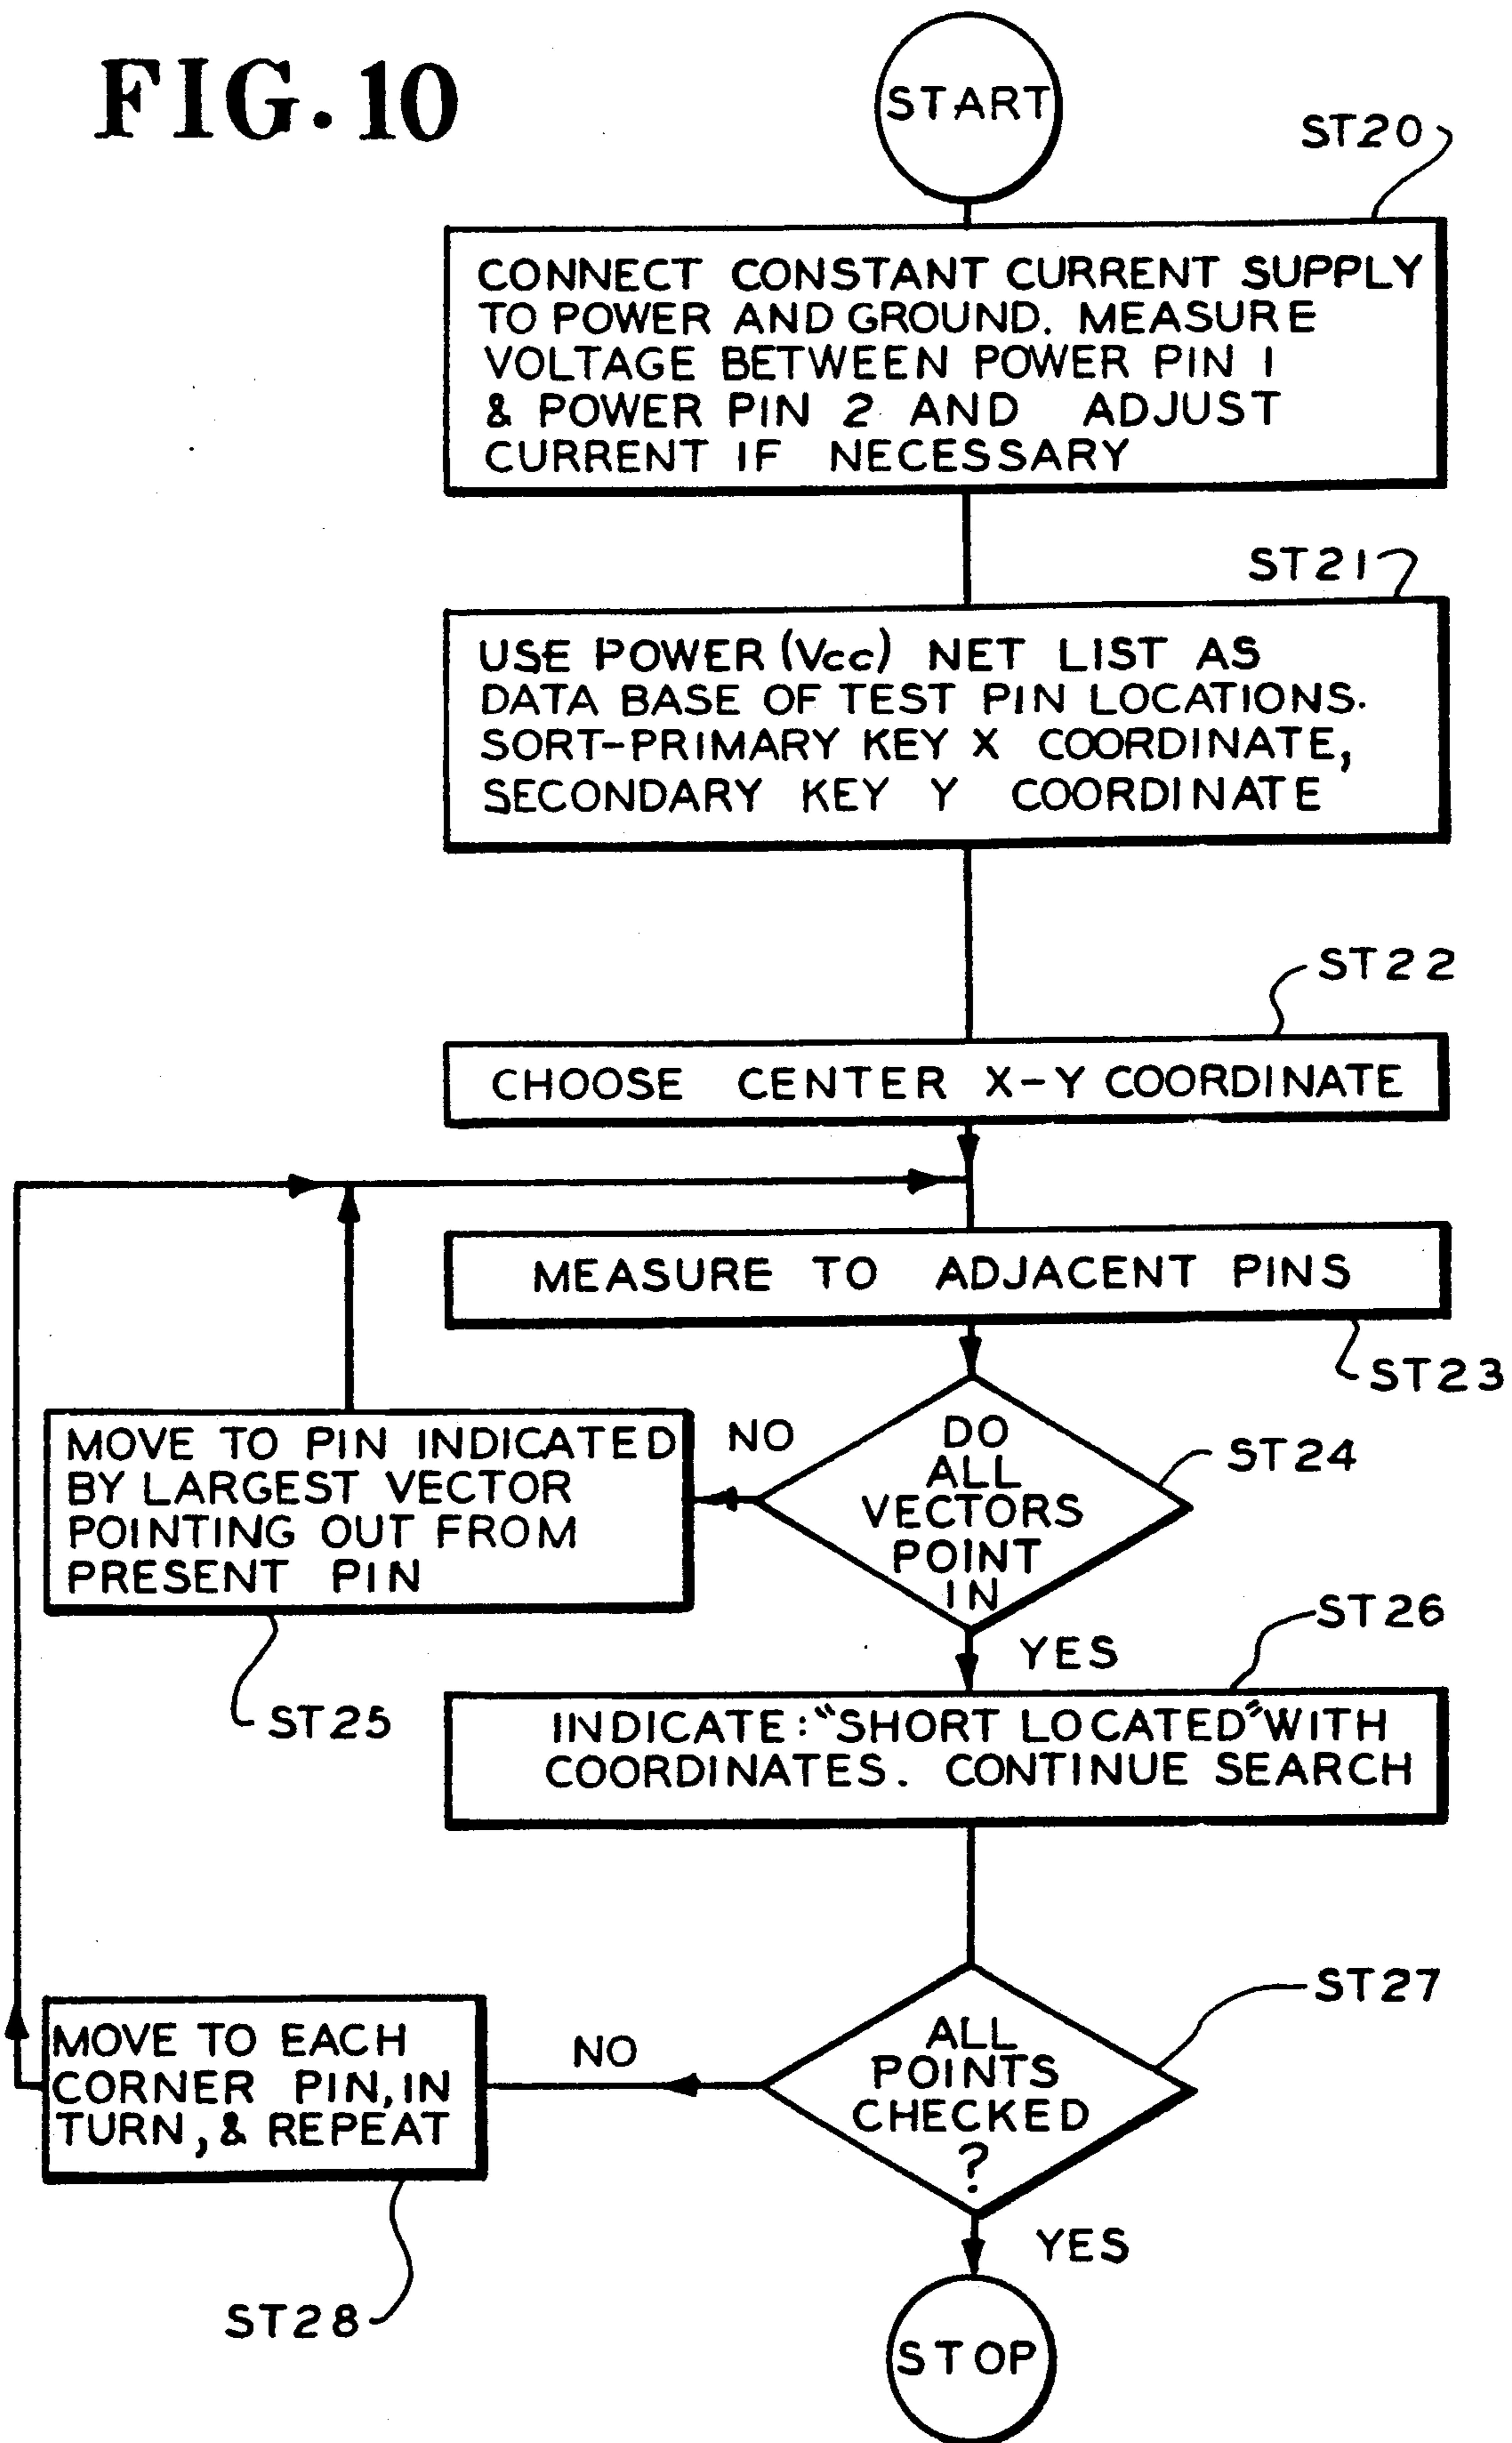 FIG. 10
START
ST20
CONNECT CONSTANT CURRENT SUPPLY
TO POWER AND GROUND. MEASURE
VOLTAGE BETWEEN POWER PIN 1
& POWER PIN 2 AND ADJUST
CURRENT IF NECESSARY
ST21
USE POWER (Vcc) NET LIST AS
DATA BASE OF TEST PIN LOCATIONS.
SORT-PRIMARY KEY X COORDINATE,
SECONDARY KEY Y COORDINATE
ST22
CHOOSE CENTER X-Y COORDINATE
MEASURE TO ADJACENT PINS
ST23
DO
ALL
VECTORS
POINT
IN
ST24
NO
MOVE TO PIN INDICATED
BY LARGEST VECTOR
POINTING OUT FROM
PRESENT PIN
ST25
YES
ST26
INDICATE: "SHORT LOCATED" WITH
COORDINATES. CONTINUE SEARCH
ST27
ALL
POINTS
CHECKED
?
NO
MOVE TO EACH
CORNER PIN, IN
TURN, & REPEAT
ST28
YES
STOP